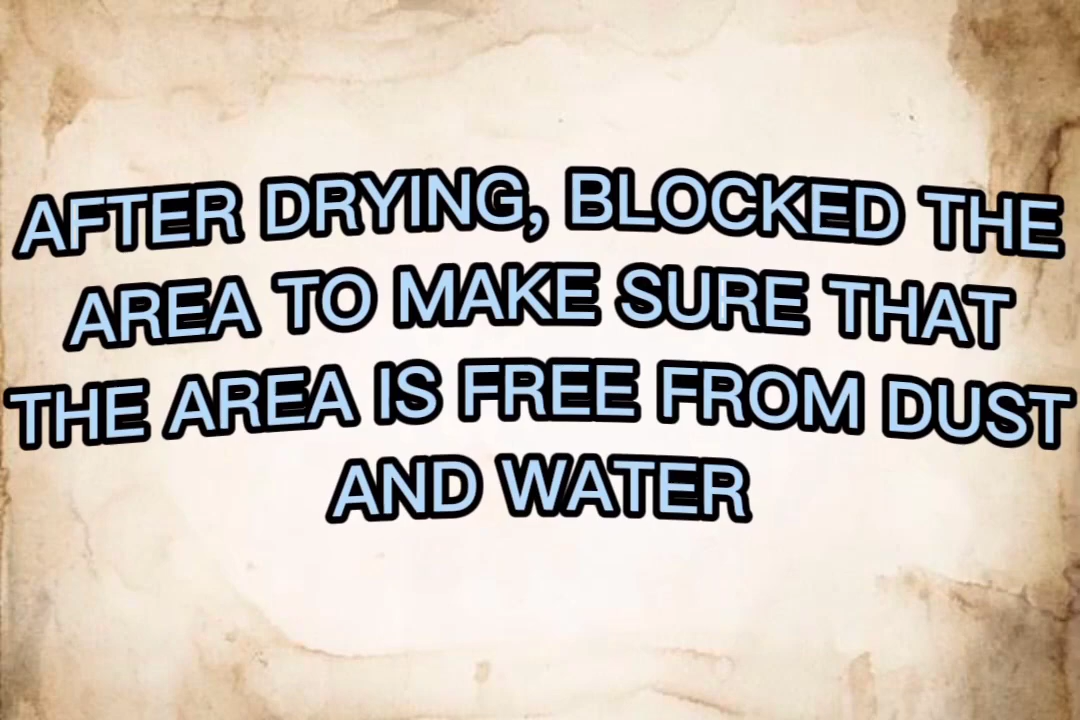 AFTER DRYING, BLOCKED THE
AREA TO MAKE SURE THAT
THE AREA IS FREE FROM DUST
AND WATER